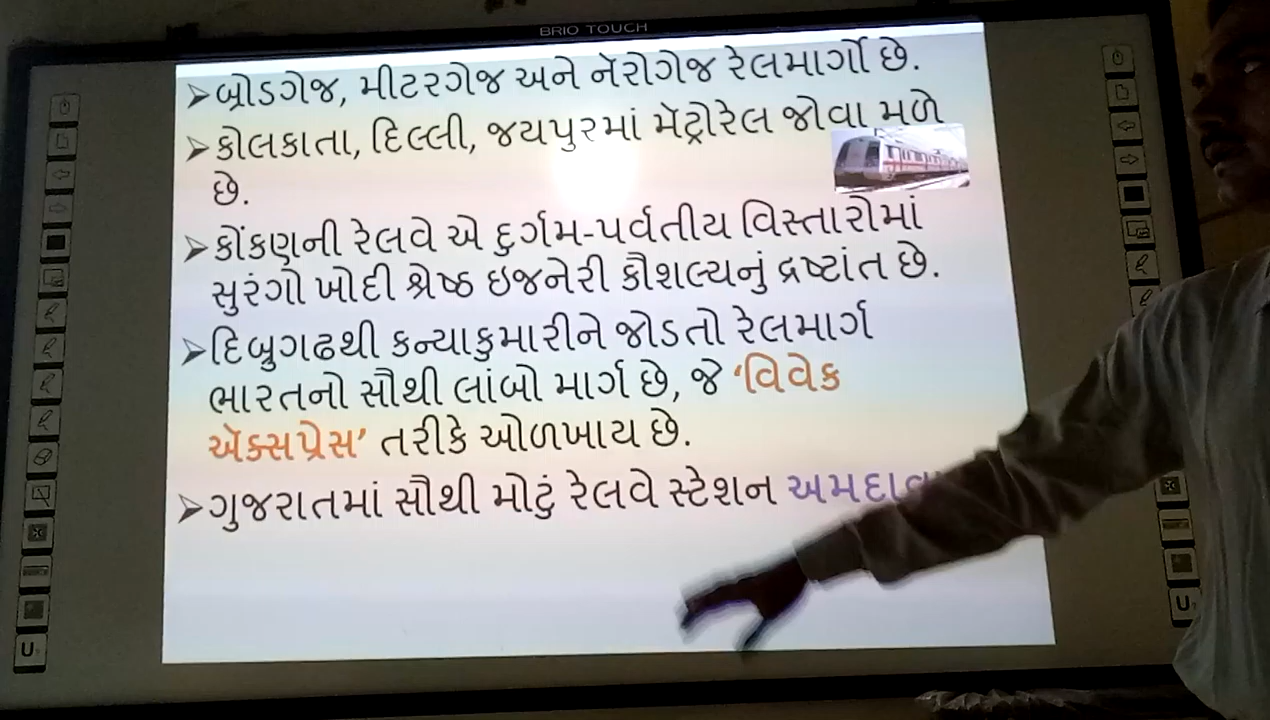 BRIO TOUCH
➤બ્રોડગેજ, મીટરગેજ અને નૅરોગેજ રેલમાર્ગો છે.
➤કોલકાતા, દિલ્લી, જયપુરમાં મૅટ્રોરેલ જોવા મળે
છે.
➤કોંકણની રેલવે એ દુર્ગમ-પર્વતીય વિસ્તારોમાં
સુરંગો ખોદી શ્રેષ્ઠ ઇજનેરી કૌશલ્યનું દ્રષ્ટાંત છે.
➤દિબ્રુગઢથી કન્યાકુમારીને જોડતો રેલમાર્ગ
ભારતનો સૌથી લાંબો માર્ગ છે, જે ‘વિવેક
ઍક્સપ્રેસ’ તરીકે ઓળખાય છે.
➤ગુજરાતમાં સૌથી મોટું રેલવે સ્ટેશન